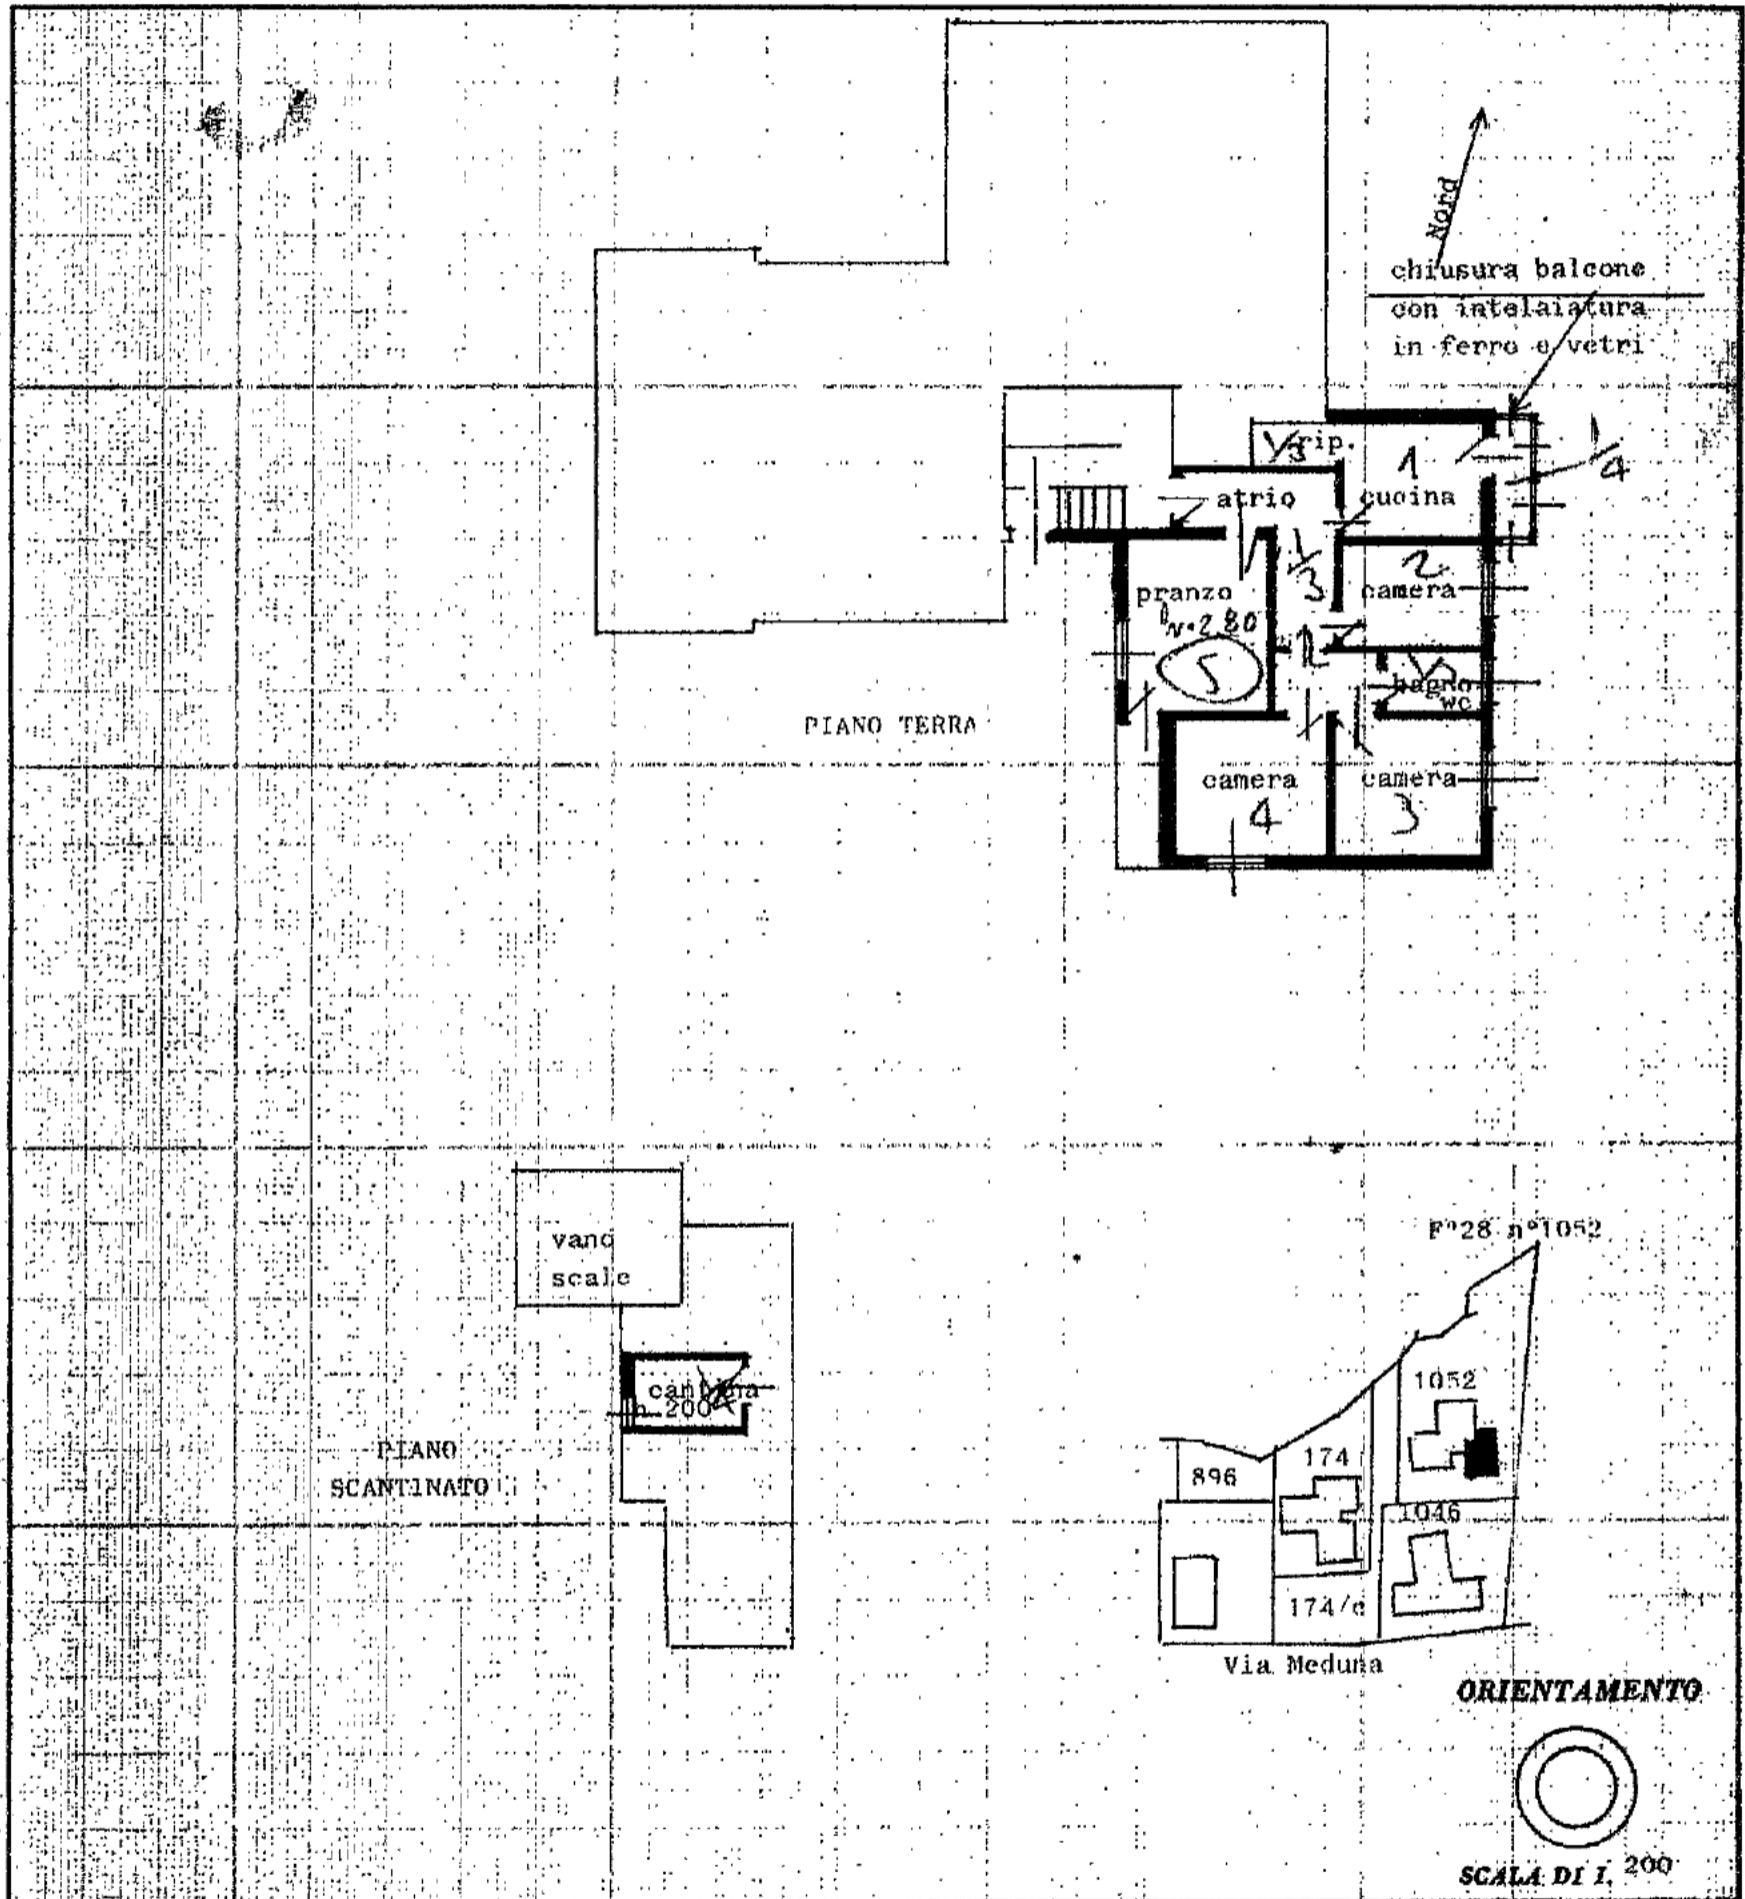 Nord
chiusura balcone
con intelaiatura
in ferro e vetri
1/3 rip.
1
1/4
atrio
cucina
1/3
2
pranzo
camera
h=2.80
5
bagno
wc
PIANO TERRA
camera
camera
4
3
F°28 n°1052
vano
scale
1052
cantina
h. 200
PIANO
SCANTINATO
174
896
1046
174/c
Via Meduna
ORIENTAMENTO
SCALA DI 1. 200